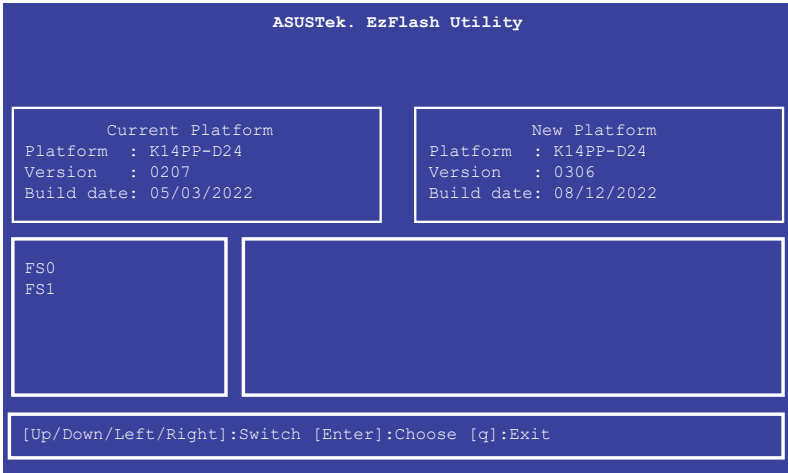 ASUSTek. EzFlash Utility
Current Platform
Platform : K14PP-D24
Version : 0207
Build date: 05/03/2022
New Platform
Platform : K14PP-D24
Version : 0306
Build date: 08/12/2022
FS0
FS1
[Up/Down/Left/Right]:Switch [Enter]:Choose [q]:Exit